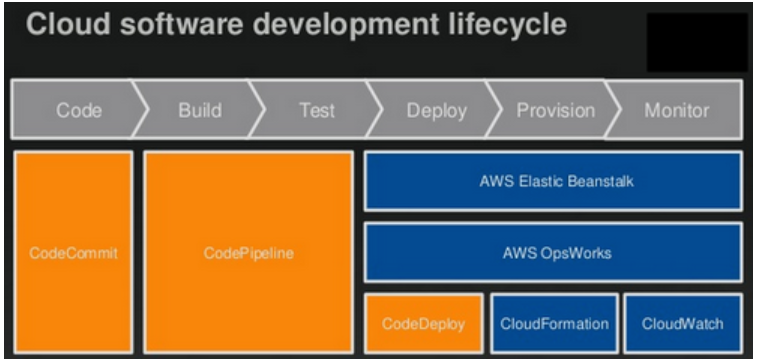 Cloud software development lifecycle
Code
Build
Test
Deploy
Provision
Monitor
CodeCommit
CodePipeline
AWS Elastic Beanstalk
AWS OpsWorks
CodeDeploy
CloudFormation
CloudWatch